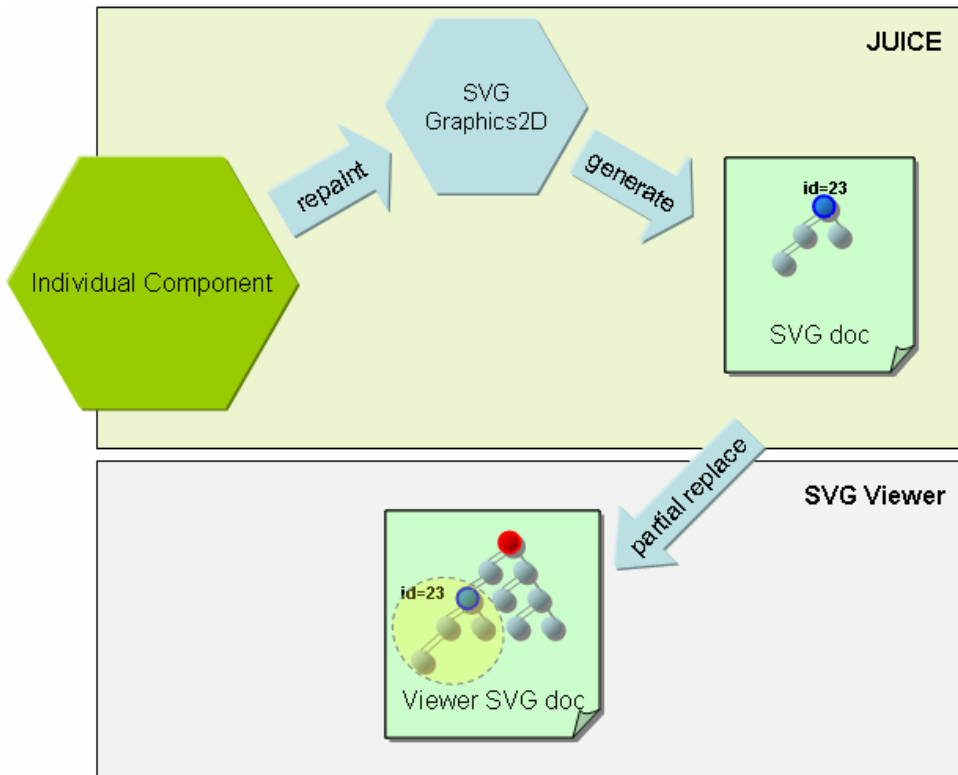 JUICE
SVG
Graphics2D
repaint
generate
id=23
Individual Component
SVG doc
partial replace
SVG Viewer
id=23
Viewer SVG doc